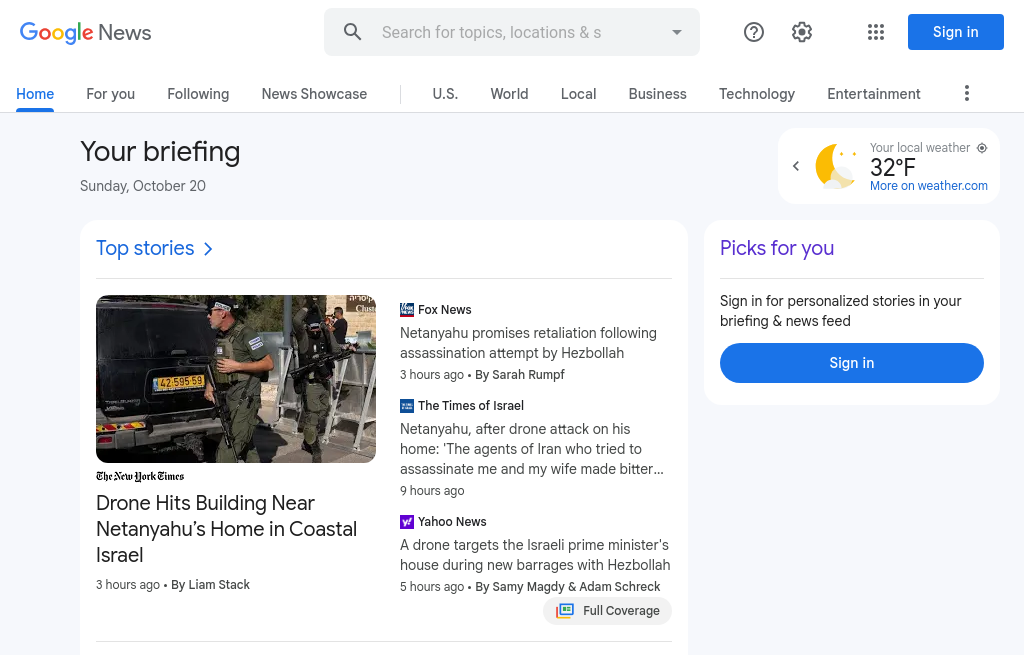 Google News
Search for topics, locations & s
Sign in
Home
For you
Following
News Showcase
U.S.
World
Local
Business
Technology
Entertainment
Your briefing
Sunday, October 20
Your local weather
32°F
More on weather.com
Top stories
42-595-59
The New York Times
Drone Hits Building Near
Netanyahu’s Home in Coastal
Israel
3 hours ago • By Liam Stack
Fox News
Netanyahu promises retaliation following
assassination attempt by Hezbollah
3 hours ago • By Sarah Rumpf
The Times of Israel
Netanyahu, after drone attack on his
home: 'The agents of Iran who tried to
assassinate me and my wife made bitter…
9 hours ago
Yahoo News
A drone targets the Israeli prime minister's
house during new barrages with Hezbollah
5 hours ago • By Samy Magdy & Adam Schreck
Full Coverage
Picks for you
Sign in for personalized stories in your
briefing & news feed
Sign in